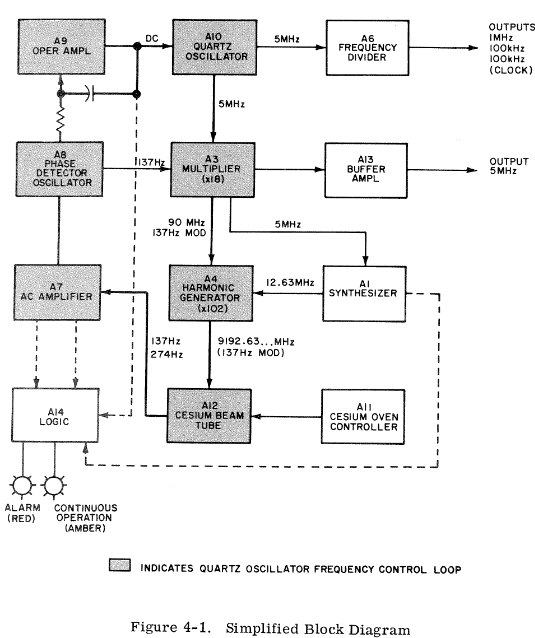 A9
OPER AMPL
DC
A10
QUARTZ
OSCILLATOR
5MHz
A6
FREQUENCY
DIVIDER
OUTPUTS
1MHz
100kHz
100kHz
(CLOCK)
5MHz
A8
PHASE
DETECTOR
OSCILLATOR
137Hz
A3
MULTIPLIER
(x18)
A13
BUFFER
AMPL
OUTPUT
5MHz
90 MHz
137Hz MOD
5MHz
A7
AC AMPLIFIER
A4
HARMONIC
GENERATOR
(x102)
12.63MHz
A1
SYNTHESIZER
137Hz
274Hz
9192.63...MHz
(137Hz MOD)
A14
LOGIC
A12
CESIUM BEAM
TUBE
A11
CESIUM OVEN
CONTROLLER
ALARM
(RED)
CONTINUOUS
OPERATION
(AMBER)
INDICATES QUARTZ OSCILLATOR FREQUENCY CONTROL LOOP
Figure 4-1. Simplified Block Diagram